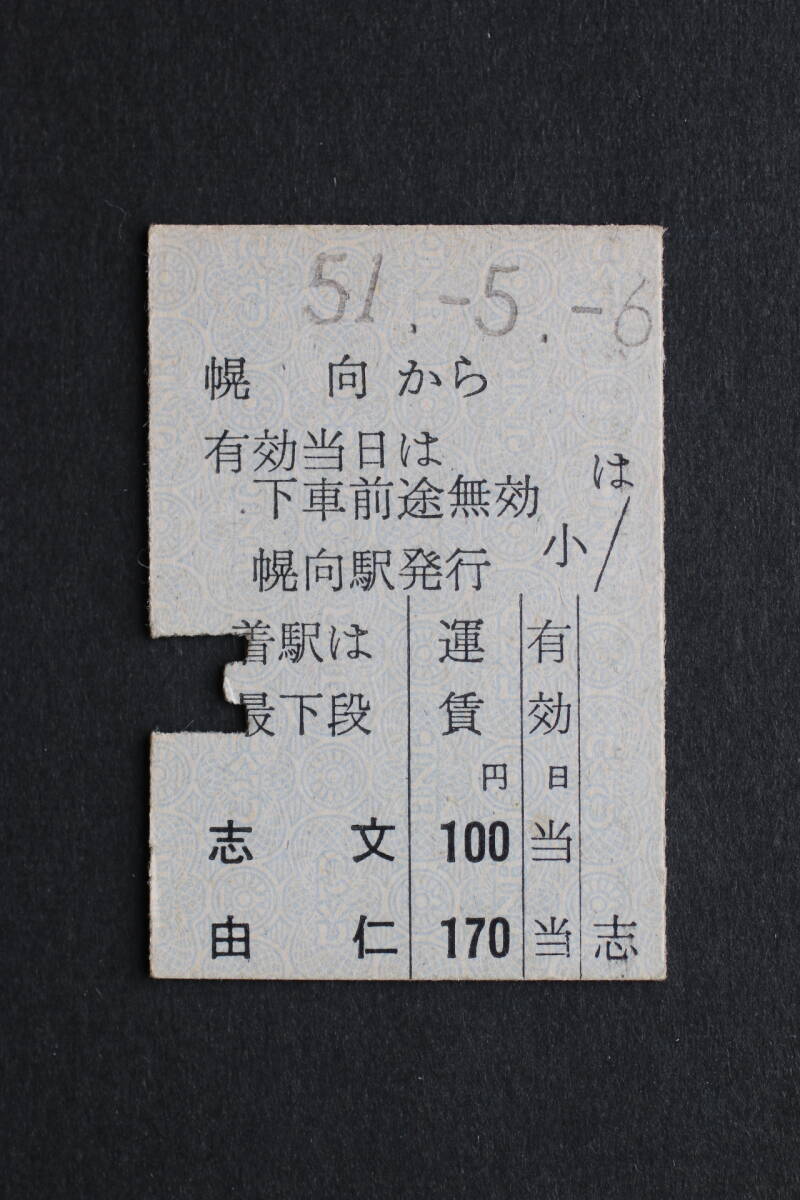 51.-5.-6
幌 向 から
有効当日は
下車前途無効
幌向駅発行
小/は
着駅は 運 有
最下段 賃 効
円 日
志 文 100 当
由 仁 170 当 志